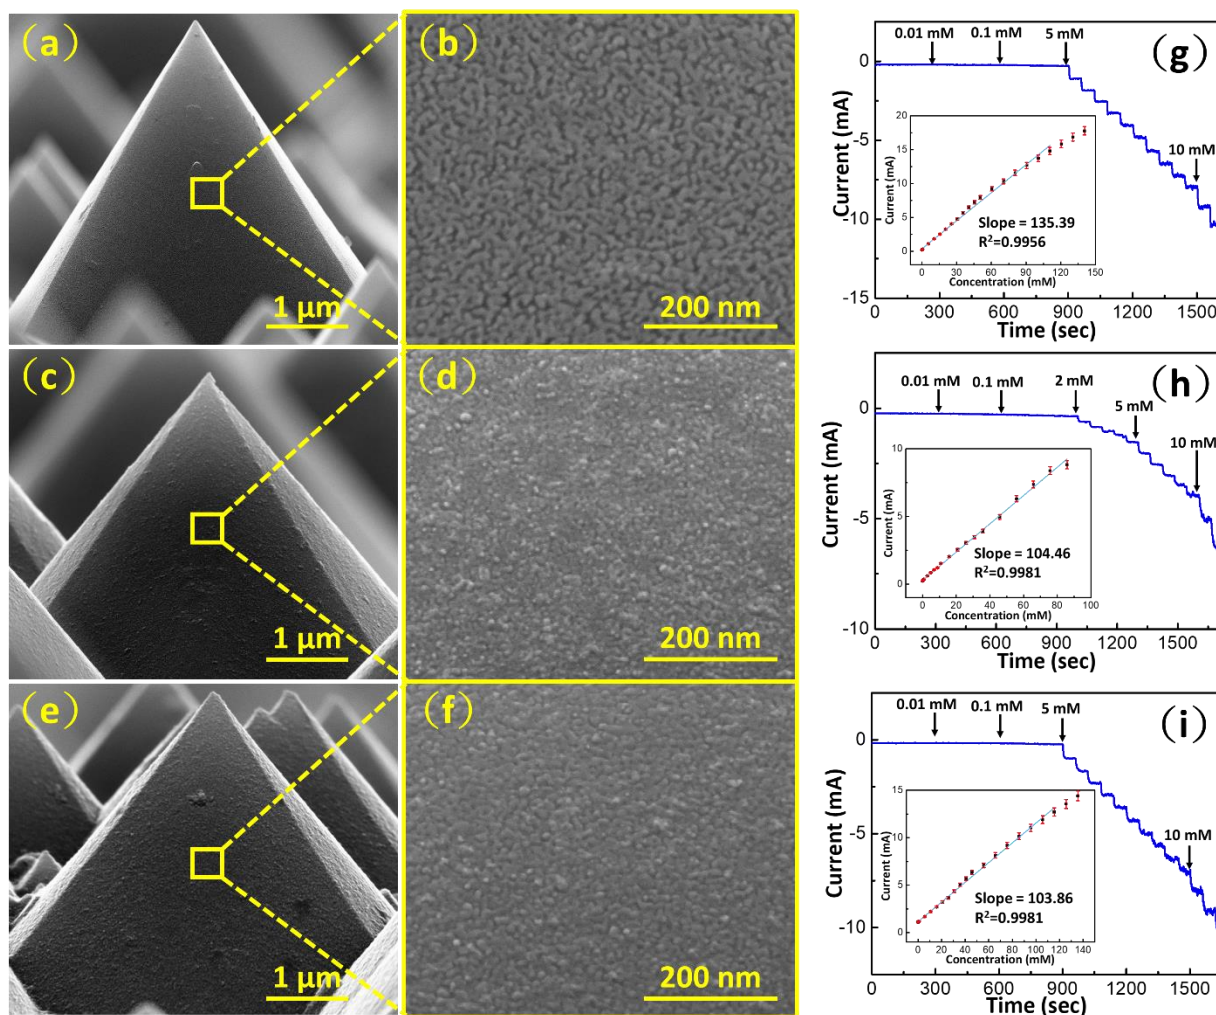 (a)
1 μm
(b)
200 nm
(c)
1 μm
(d)
200 nm
(e)
1 μm
(f)
200 nm
(g)
0.01 mM 0.1 mM 5 mM
10 mM
Current (mA)
0
-5
-10
-15
0 300 600 900 1200 1500
Time (sec)
Current (mA)
20
15
10
5
0
0 30 60 90 120 150
Concentration (mM)
Slope = 135.39
R²=0.9956
(h)
0.01 mM 0.1 mM 2 mM
5 mM
10 mM
Current (mA)
0
-5
-10
0 300 600 900 1200 1500
Time (sec)
Current (mA)
10
5
0
0 20 40 60 80 100
Concentration (mM)
Slope = 104.46
R²=0.9981
(i)
0.01 mM 0.1 mM 5 mM
10 mM
Current (mA)
0
-5
-10
0 300 600 900 1200 1500
Time (sec)
Current (mA)
15
10
5
0
0 20 40 60 80 100 120 140
Concentration (mM)
Slope = 103.86
R²=0.9981